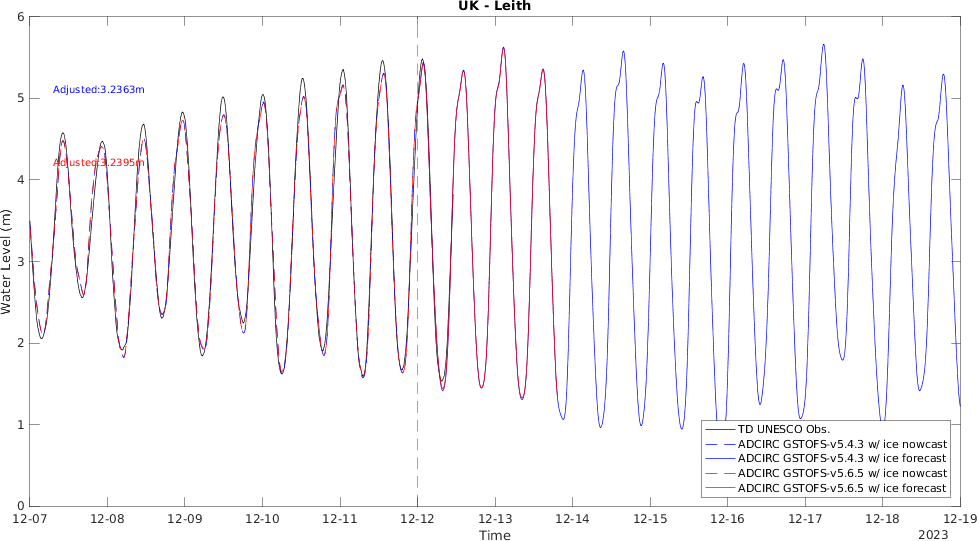 UK - Leith
6
5
4
3
2
1
0
Water Level (m)
Adjusted:3.2363m
Adjusted:3.2395m
TD UNESCO Obs.
ADCIRC GSTOFS-v5.4.3 w/ ice nowcast
ADCIRC GSTOFS-v5.4.3 w/ ice forecast
ADCIRC GSTOFS-v5.6.5 w/ ice nowcast
ADCIRC GSTOFS-v5.6.5 w/ ice forecast
12-07 12-08 12-09 12-10 12-11 12-12 12-13 12-14 12-15 12-16 12-17 12-18 12-19
Time
2023